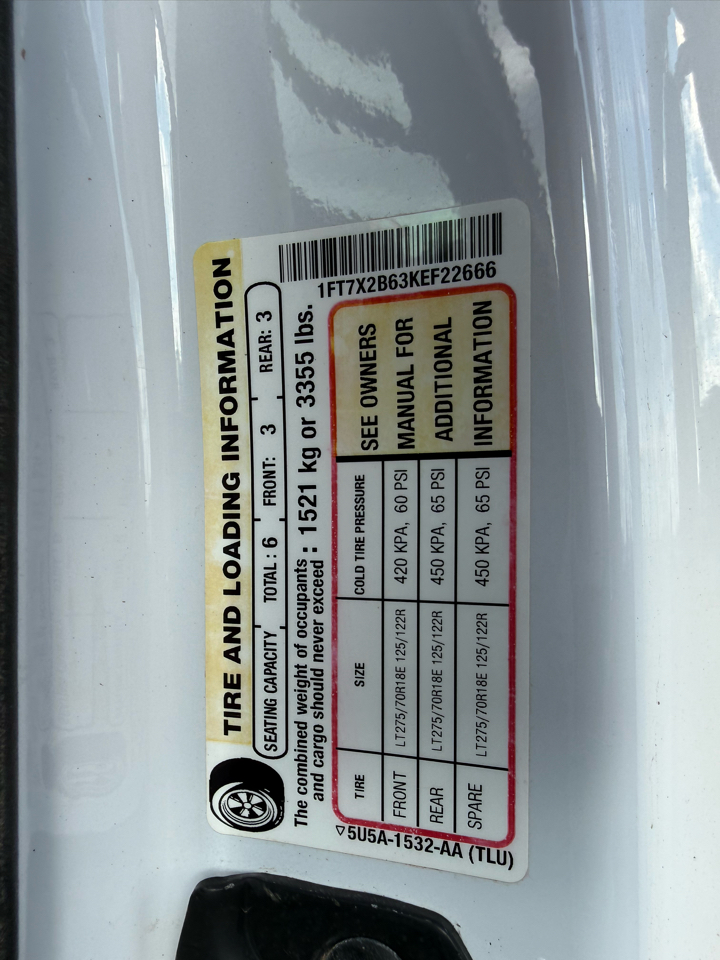 TIRE AND LOADING INFORMATION
SEATING CAPACITY TOTAL : 6 FRONT: 3 REAR: 3
The combined weight of occupants and cargo should never exceed : 1521 kg or 3355 lbs.
1FT7X2B63KEF22666
TIRE SIZE COLD TIRE PRESSURE
FRONT LT275/70R18E 125/122R 420 KPA, 60 PSI
REAR LT275/70R18E 125/122R 450 KPA, 65 PSI
SPARE LT275/70R18E 125/122R 450 KPA, 65 PSI
SEE OWNERS
MANUAL FOR
ADDITIONAL
INFORMATION
▽5U5A-1532-AA (TLU)